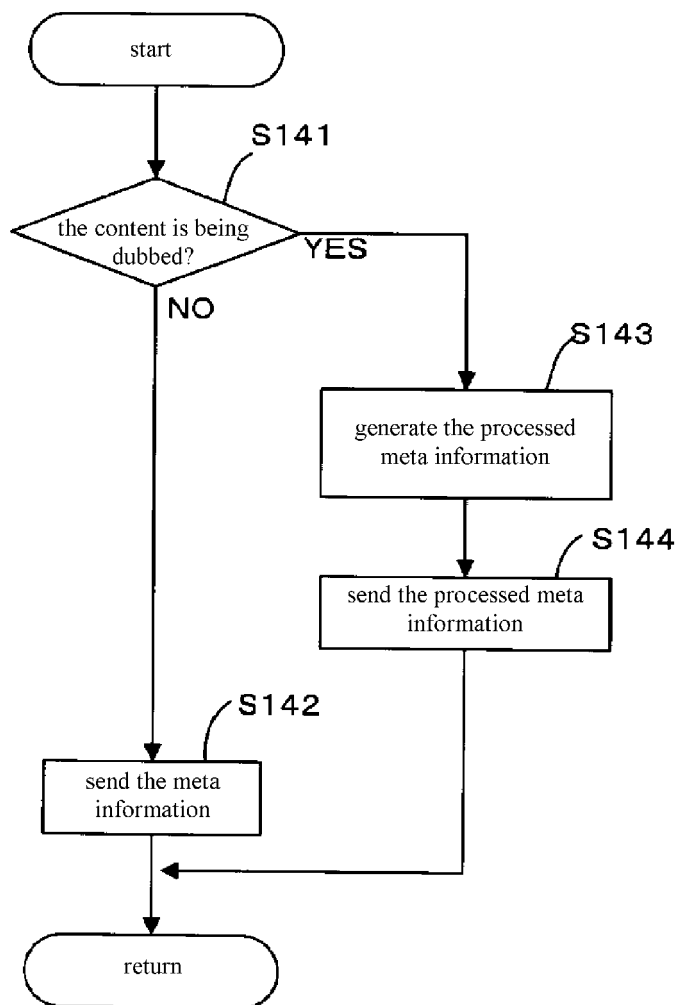 start
S141
the content is being
dubbed?
YES
NO
S143
generate the processed
meta information
S144
send the processed meta
information
S142
send the meta
information
return